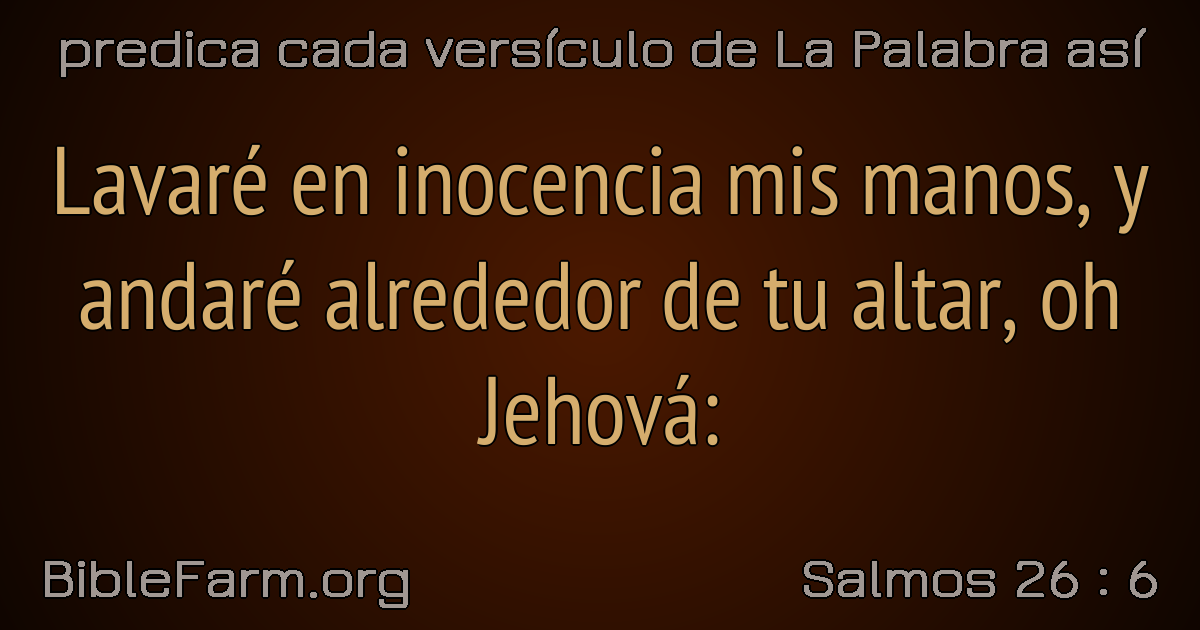 predica cada versículo de La Palabra así
Lavaré en inocencia mis manos, y
andaré alrededor de tu altar, oh
Jehová:
BibleFarm.org
Salmos 26 : 6